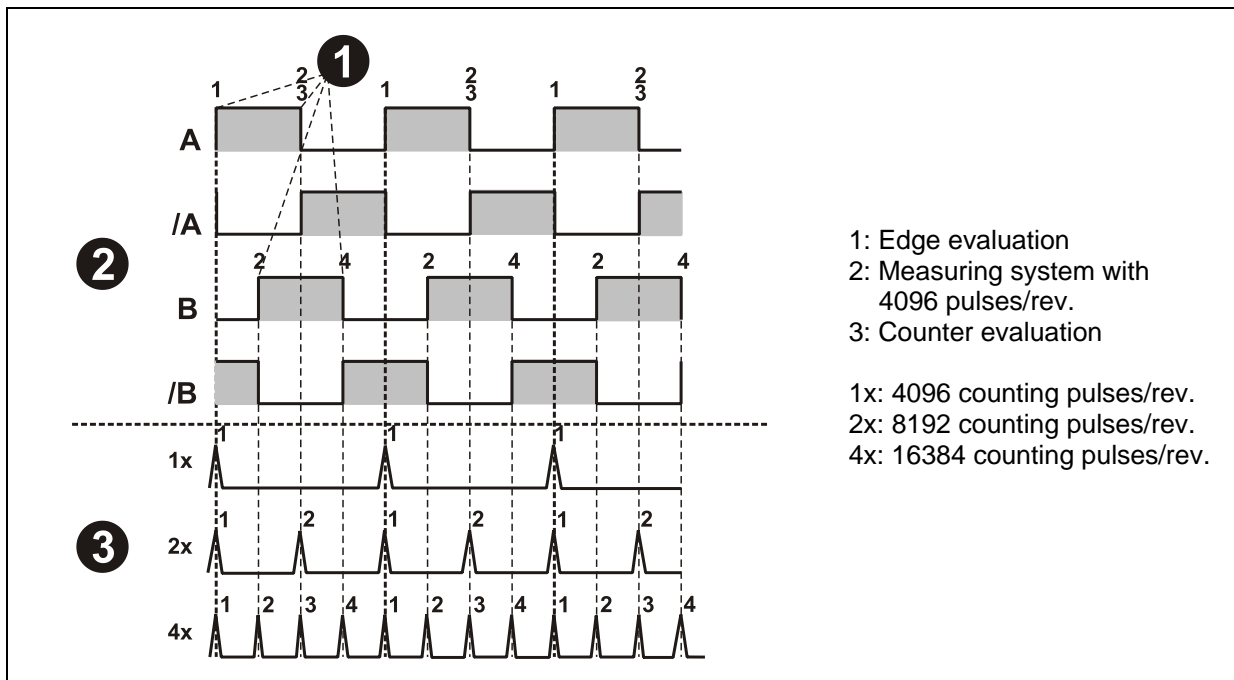 1
1 2 1 2 1 2
3 3 3
A
/A
2 4 2 4 2 4
2
B
/B
1 1 1
1x
1 2 1 2 1 2
3
2x
1 2 3 4 1 2 3 4 1 2 3 4
4x
1: Edge evaluation
2: Measuring system with
4096 pulses/rev.
3: Counter evaluation
1x: 4096 counting pulses/rev.
2x: 8192 counting pulses/rev.
4x: 16384 counting pulses/rev.